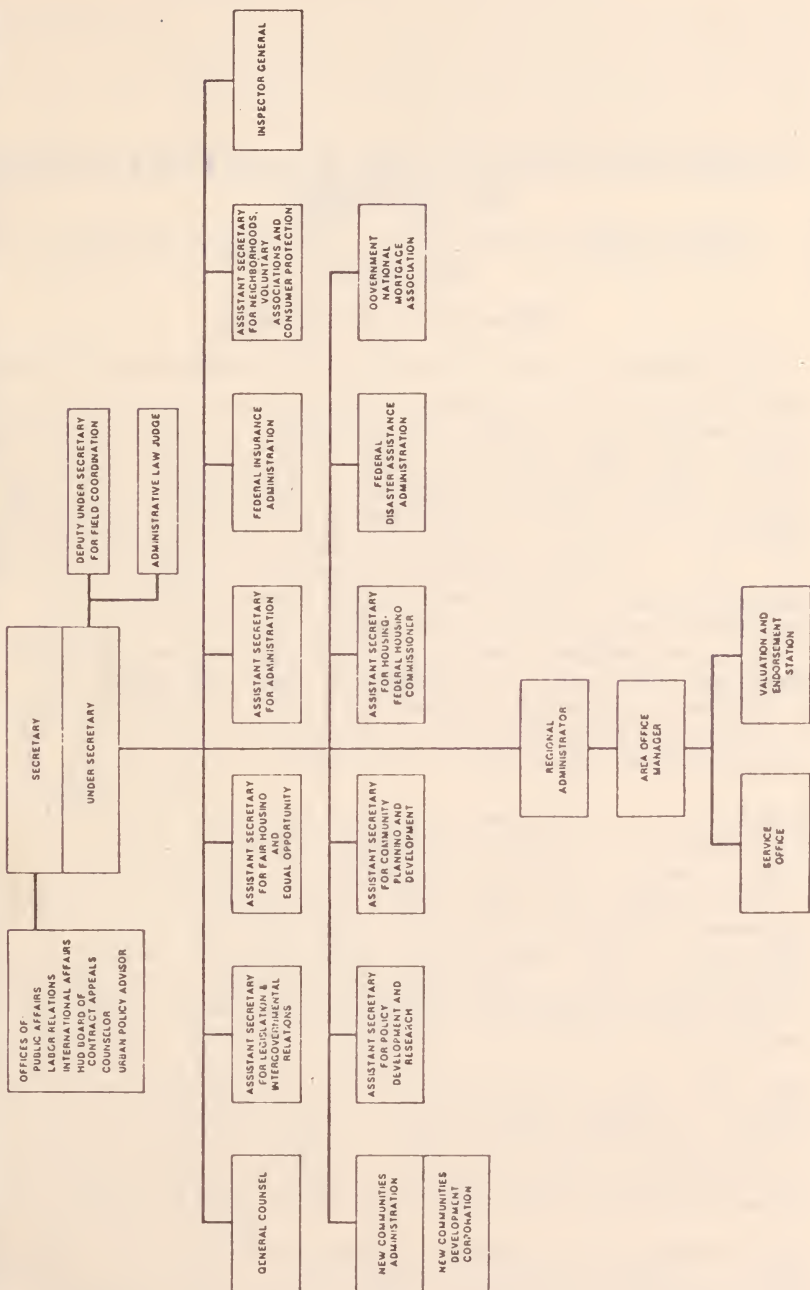 SECRETARY
UNDER SECRETARY
OFFICES OF
PUBLIC AFFAIRS
LABOR RELATIONS
INTERNATIONAL AFFAIRS
HUD BOARD OF
CONTRACT APPEALS
COUNSELOR
URBAN POLICY ADVISOR
DEPUTY UNDER SECRETARY
FOR FIELD COORDINATION
ADMINISTRATIVE LAW JUDGE
GENERAL COUNSEL
ASSISTANT SECRETARY
FOR LEGISLATION &
INTERGOVERNMENTAL
RELATIONS
ASSISTANT SECRETARY
FOR FAIR HOUSING
AND
EQUAL OPPORTUNITY
ASSISTANT SECRETARY
FOR ADMINISTRATION
FEDERAL INSURANCE
ADMINISTRATION
ASSISTANT SECRETARY
FOR NEIGHBORHOODS,
VOLUNTARY
ASSOCIATIONS AND
CONSUMER PROTECTION
INSPECTOR GENERAL
NEW COMMUNITIES
ADMINISTRATION
NEW COMMUNITIES
DEVELOPMENT
CORPORATION
ASSISTANT SECRETARY
FOR POLICY
DEVELOPMENT AND
RESEARCH
ASSISTANT SECRETARY
FOR COMMUNITY
PLANNING AND
DEVELOPMENT
ASSISTANT SECRETARY
FOR HOUSING-
FEDERAL HOUSING
COMMISSIONER
FEDERAL
DISASTER ASSISTANCE
ADMINISTRATION
GOVERNMENT
NATIONAL
MORTGAGE
ASSOCIATION
REGIONAL
ADMINISTRATOR
AREA OFFICE
MANAGER
SERVICE
OFFICE
VALUATION AND
ENDORSEMENT
STATION